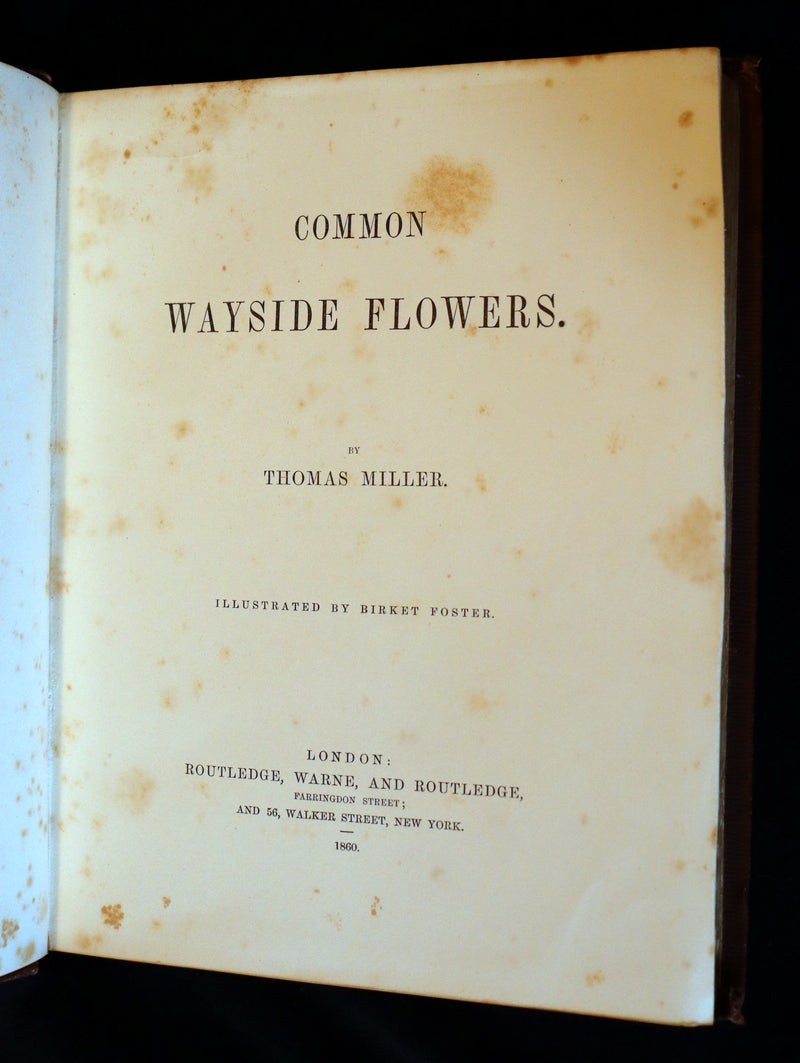 COMMON
WAYSIDE FLOWERS.
BY
THOMAS MILLER.
ILLUSTRATED BY BIRKET FOSTER.
LONDON:
ROUTLEDGE, WARNE, AND ROUTLEDGE,
FARRINGDON STREET;
AND 56, WALKER STREET, NEW YORK.
1860.